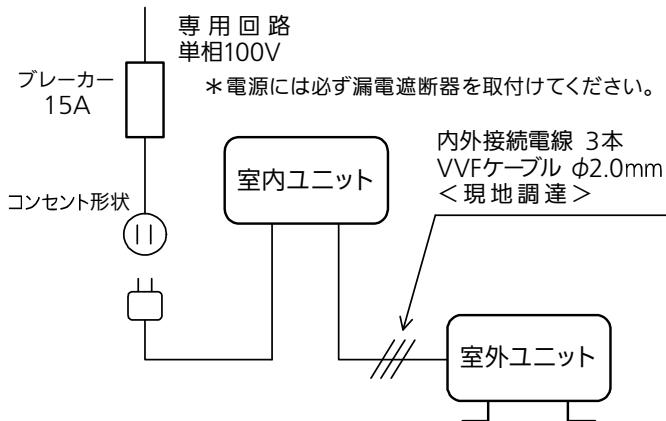 専用回路
単相100V
ブレーカー
15A
＊電源には必ず漏電遮断器を取付けてください。
内外接続電線 3本
VVFケーブル φ2.0mm
＜現地調達＞
室内ユニット
コンセント形状
室外ユニット